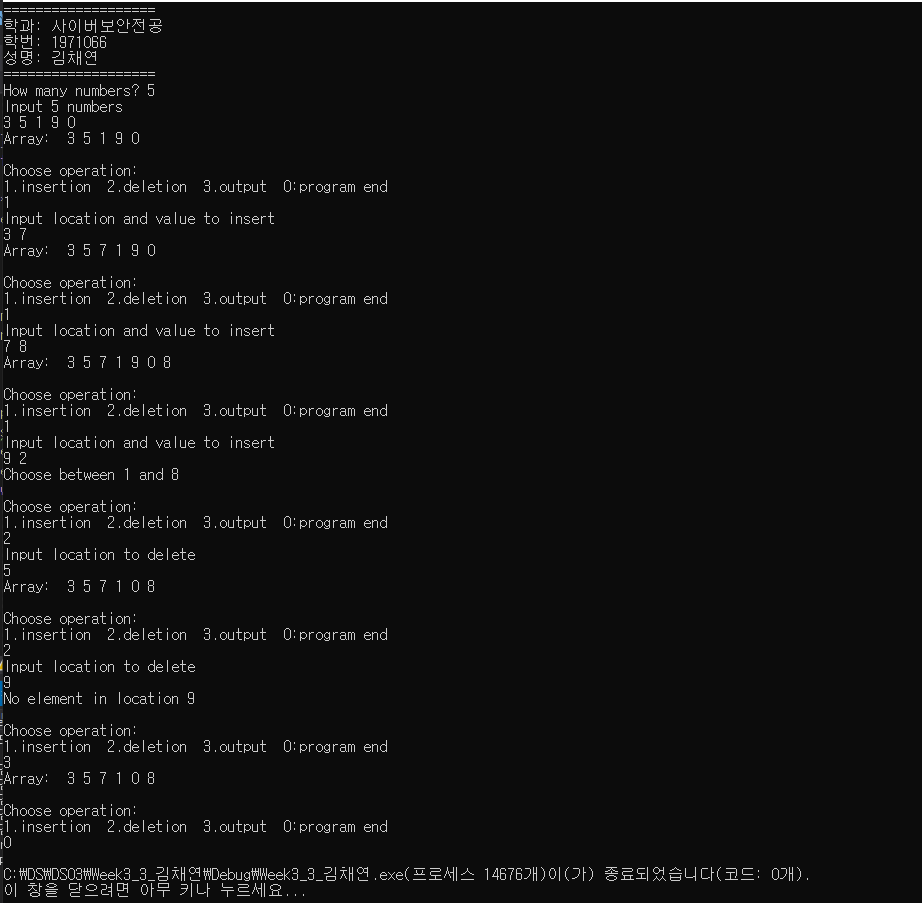 ===================
학과: 사이버보안전공
학번: 1971066
성명: 김채연
===================
How many numbers? 5
Input 5 numbers
3 5 1 9 0
Array:  3 5 1 9 0

Choose operation:
1.insertion  2.deletion  3.output  0:program end
1
Input location and value to insert
3 7
Array:  3 5 7 1 9 0

Choose operation:
1.insertion  2.deletion  3.output  0:program end
1
Input location and value to insert
7 8
Array:  3 5 7 1 9 0 8

Choose operation:
1.insertion  2.deletion  3.output  0:program end
1
Input location and value to insert
9 2
Choose between 1 and 8

Choose operation:
1.insertion  2.deletion  3.output  0:program end
2
Input location to delete
5
Array:  3 5 7 1 0 8

Choose operation:
1.insertion  2.deletion  3.output  0:program end
2
Input location to delete
9
No element in location 9

Choose operation:
1.insertion  2.deletion  3.output  0:program end
3
Array:  3 5 7 1 0 8

Choose operation:
1.insertion  2.deletion  3.output  0:program end
0

C:₩DS₩DS03₩Week3_3_김채연₩Debug₩Week3_3_김채연.exe(프로세스 14676개)이(가) 종료되었습니다(코드: 0개).
이 창을 닫으려면 아무 키나 누르세요...